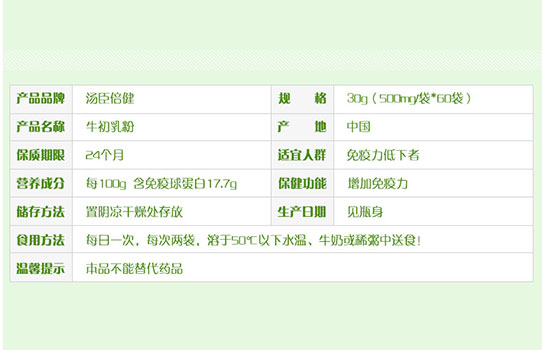 产品品牌 汤臣倍健 规 格 30g（500mg/袋*60袋）
产品名称 牛初乳粉 产 地 中国
保质期限 24个月 适宜人群 免疫力低下者
营养成分 每100g 含免疫球蛋白17.7g 保健功能 增加免疫力
储存方法 置阴凉干燥处存放 生产日期 见瓶身
食用方法 每日一次，每次两袋，溶于50℃以下水温、牛奶或稀粥中送食！
温馨提示 本品不能替代药品